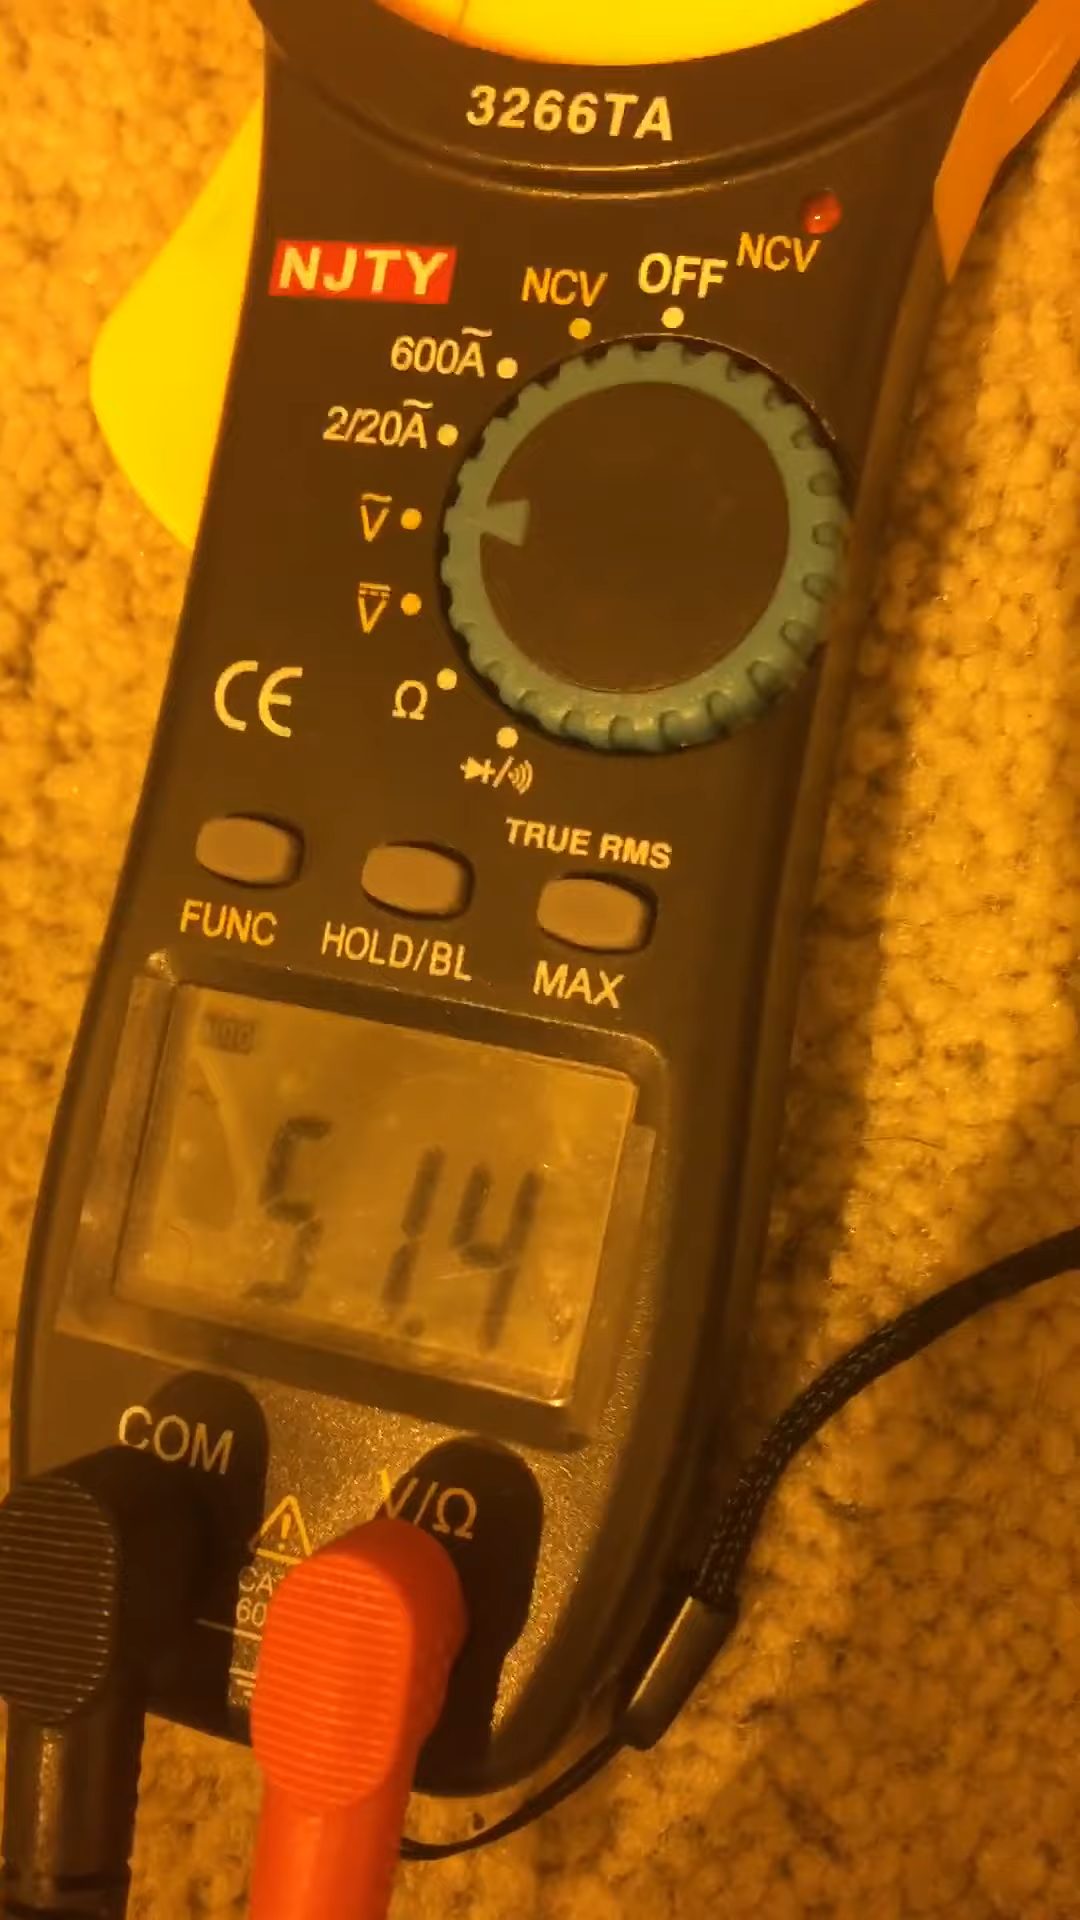 3266TA
NJTY
NCV
OFF
NCV
600A
2/20A
V
V
Ω
CE
TRUE RMS
FUNC
HOLD/BL
MAX
51.4
COM
V/Ω